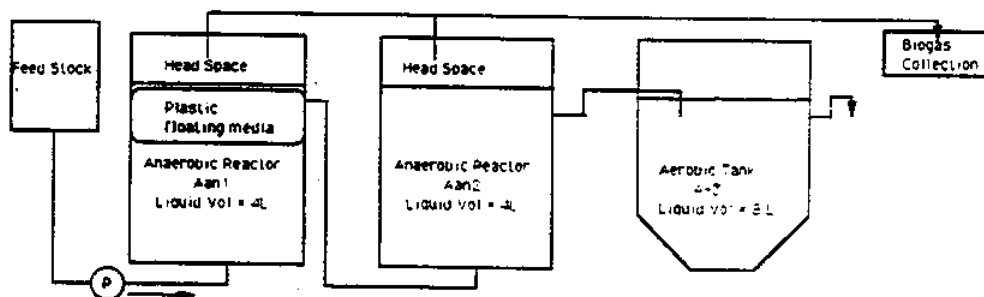 Feed Stock
Head Space
Plastic
floating media
Anaerobic Reactor
Aan1
Liquid Vol = 4L
P
Head Space
Anaerobic Reactor
Aan2
Liquid Vol = 4L
Aerobic Tank
Liquid Vol =
Biogas
Collection